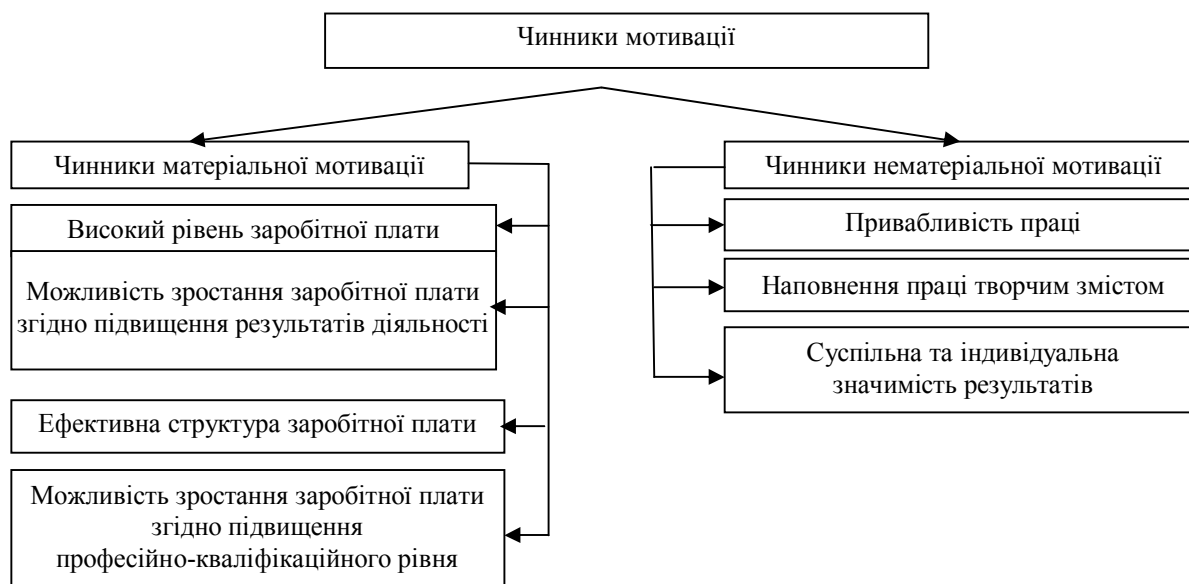 Чинники мотивації
Чинники матеріальної мотивації
Високий рівень заробітної плати
Можливість зростання заробітної плати
згідно підвищення результатів діяльності
Ефективна структура заробітної плати
Можливість зростання заробітної плати
згідно підвищення
професійно-кваліфікаційного рівня
Чинники нематеріальної мотивації
Привабливість праці
Наповнення праці творчим змістом
Суспільна та індивідуальна
значимість результатів